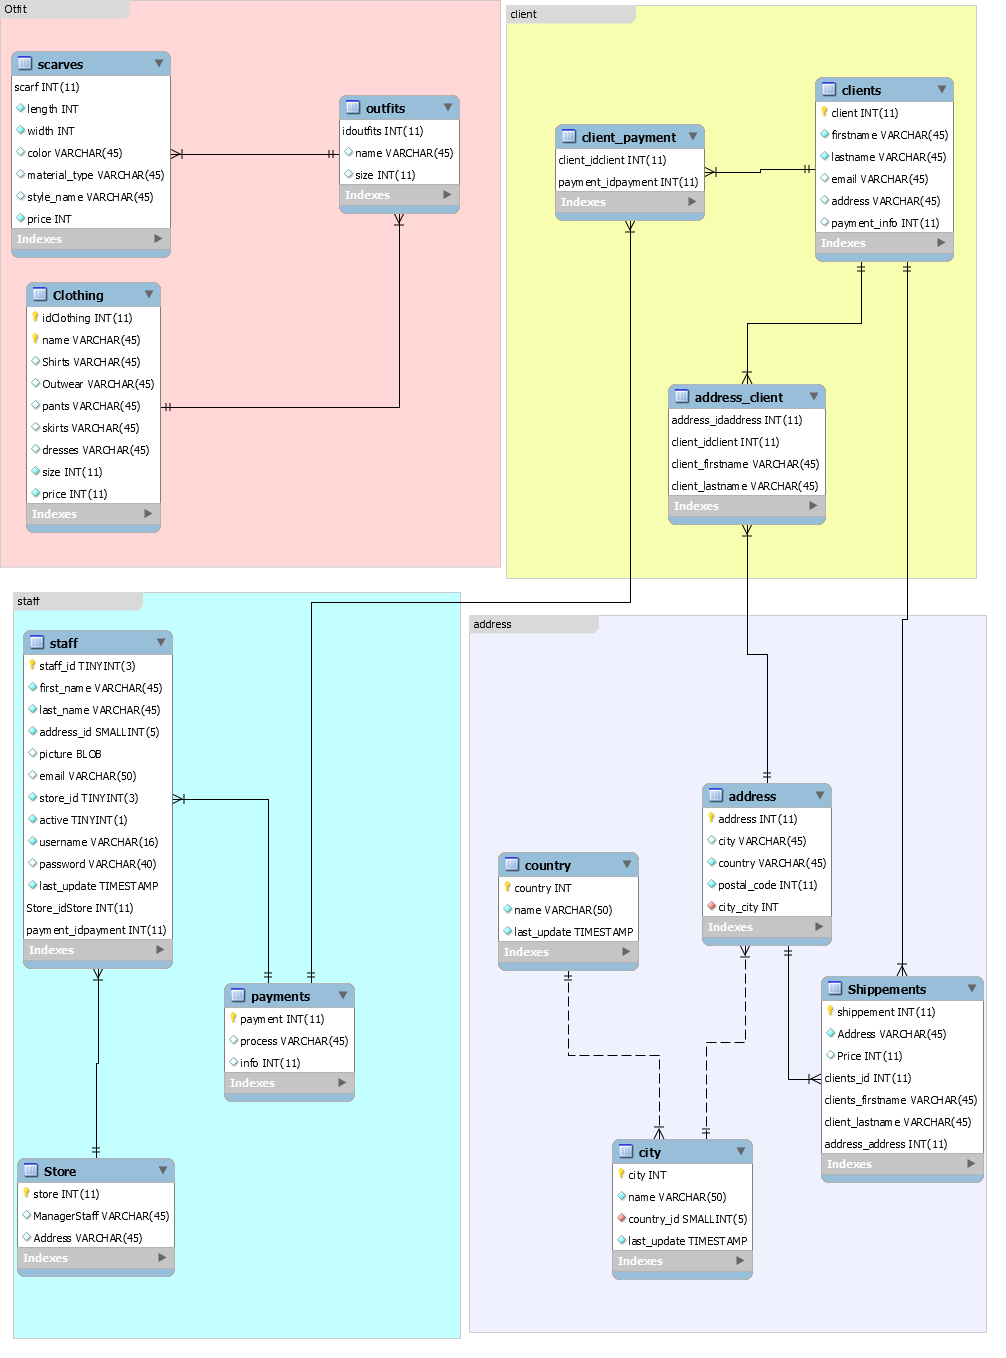 Otfit
scarves
scarf INT(11)
length INT
width INT
color VARCHAR(45)
material_type VARCHAR(45)
style_name VARCHAR(45)
price INT
Indexes
outfits
idoutfits INT(11)
name VARCHAR(45)
size INT(11)
Indexes
Clothing
idClothing INT(11)
name VARCHAR(45)
Shirts VARCHAR(45)
Outwear VARCHAR(45)
pants VARCHAR(45)
skirts VARCHAR(45)
dresses VARCHAR(45)
size INT(11)
price INT(11)
Indexes
client
client_payment
client_idclient INT(11)
payment_idpayment INT(11)
Indexes
clients
client INT(11)
firstname VARCHAR(45)
lastname VARCHAR(45)
email VARCHAR(45)
address VARCHAR(45)
payment_info INT(11)
Indexes
address_client
address_idaddress INT(11)
client_idclient INT(11)
client_firstname VARCHAR(45)
client_lastname VARCHAR(45)
Indexes
staff
staff
staff_id TINYINT(3)
first_name VARCHAR(45)
last_name VARCHAR(45)
address_id SMALLINT(5)
picture BLOB
email VARCHAR(50)
store_id TINYINT(3)
active TINYINT(1)
username VARCHAR(16)
password VARCHAR(40)
last_update TIMESTAMP
Store_idStore INT(11)
payment_idpayment INT(11)
Indexes
payments
payment INT(11)
process VARCHAR(45)
info INT(11)
Indexes
Store
store INT(11)
ManagerStaff VARCHAR(45)
Address VARCHAR(45)
Indexes
address
address
address INT(11)
city VARCHAR(45)
country VARCHAR(45)
postal_code INT(11)
city_city INT
Indexes
country
country INT
name VARCHAR(50)
last_update TIMESTAMP
Indexes
Shippements
shippement INT(11)
Address VARCHAR(45)
Price INT(11)
clients_id INT(11)
clients_firstname VARCHAR(45)
client_lastname VARCHAR(45)
address_address INT(11)
Indexes
city
city INT
name VARCHAR(50)
country_id SMALLINT(5)
last_update TIMESTAMP
Indexes